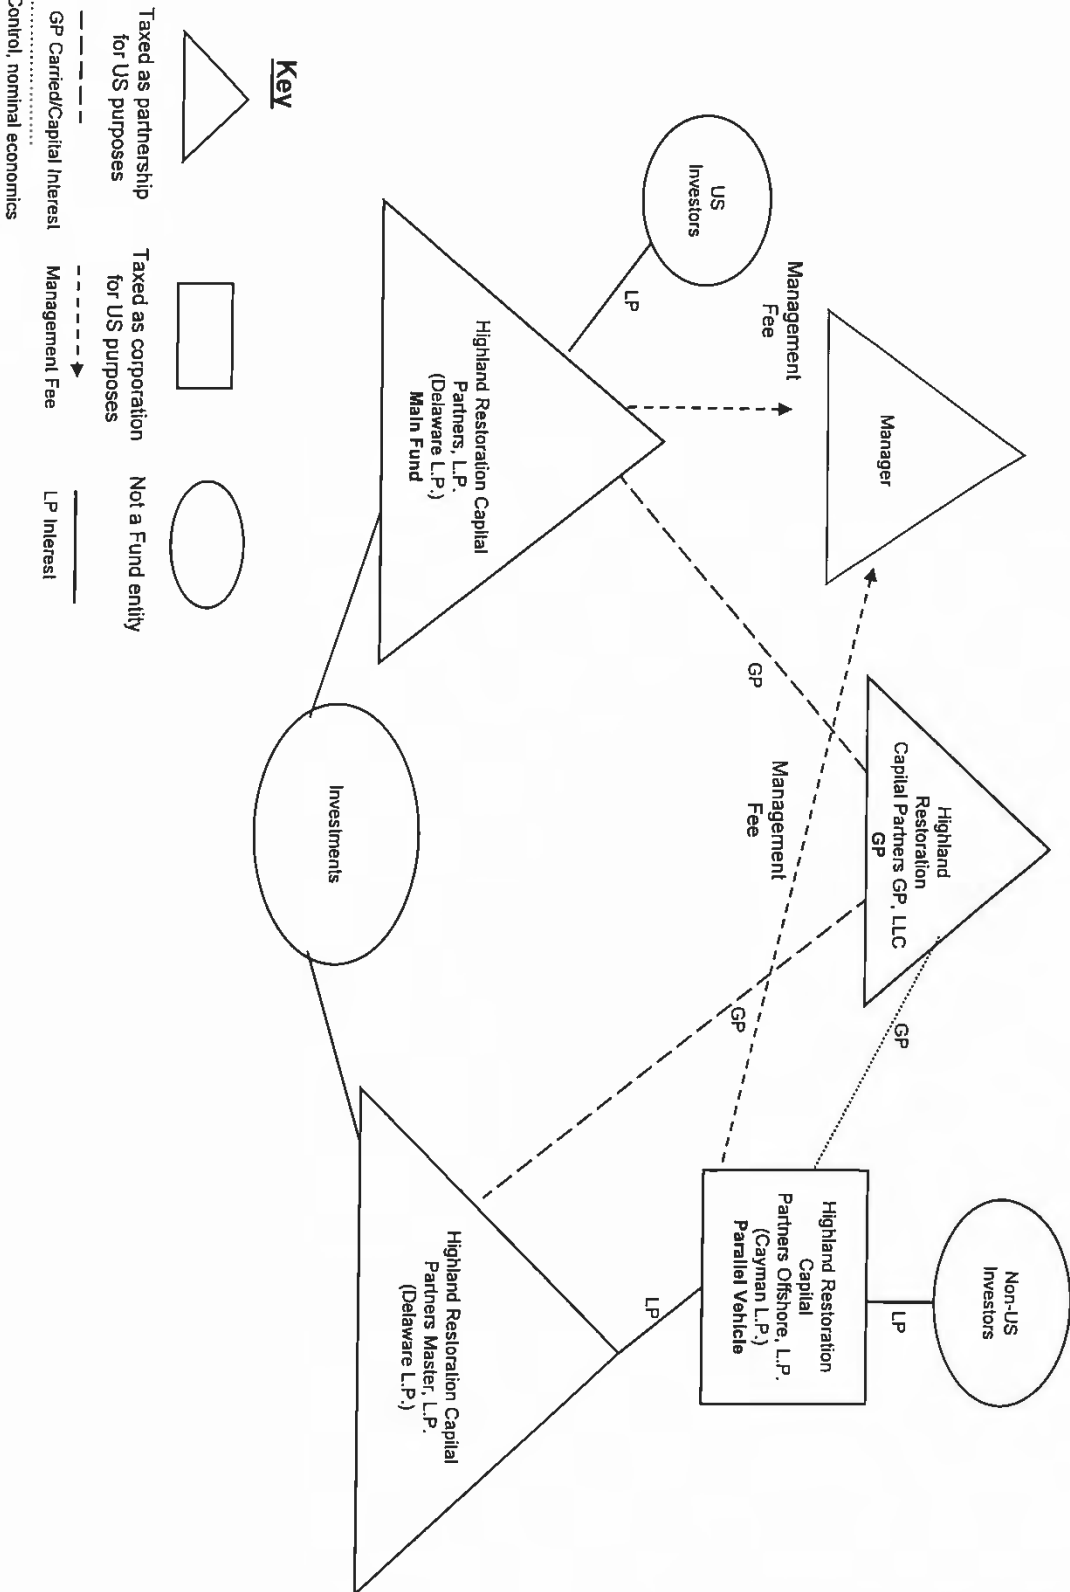 Manager
Highland
Restoration
Capital Partners GP, LLC
GP
Non-US
Investors
LP
Highland Restoration
Capital
Partners Offshore, L.P.
(Cayman L.P.)
Parallel Vehicle
GP
GP
GP
LP
Management
Fee
Management
Fee
US
Investors
LP
Highland Restoration Capital
Partners, L.P.
(Delaware L.P.)
Main Fund
Highland Restoration Capital
Partners Master, L.P.
(Delaware L.P.)
Investments
Key
Taxed as partnership
for US purposes
Taxed as corporation
for US purposes
Not a Fund entity
GP Carried/Capital Interest
Management Fee
LP Interest
Control, nominal economics